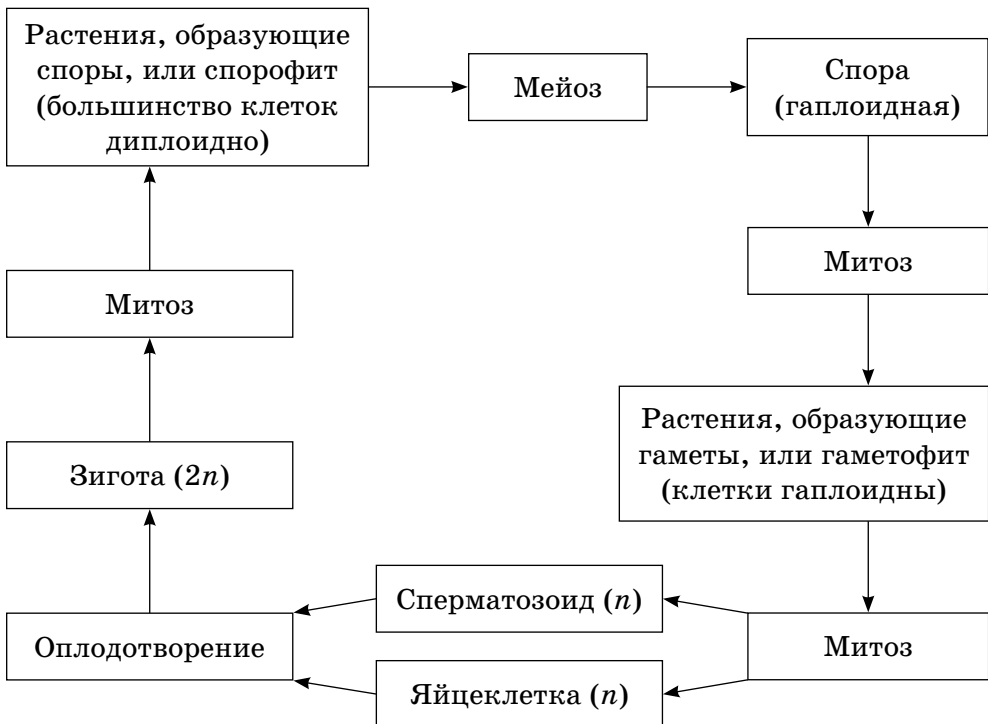 Растения, образующие
споры, или спорофит
(большинство клеток
диплоидно)
Мейоз
Спора
(гаплоидная)
Митоз
Митоз
Растения, образующие
гаметы, или гаметофит
(клетки гаплоидны)
Зигота (2n)
Сперматозоид (n)
Оплодотворение
Митоз
Яйцеклетка (n)